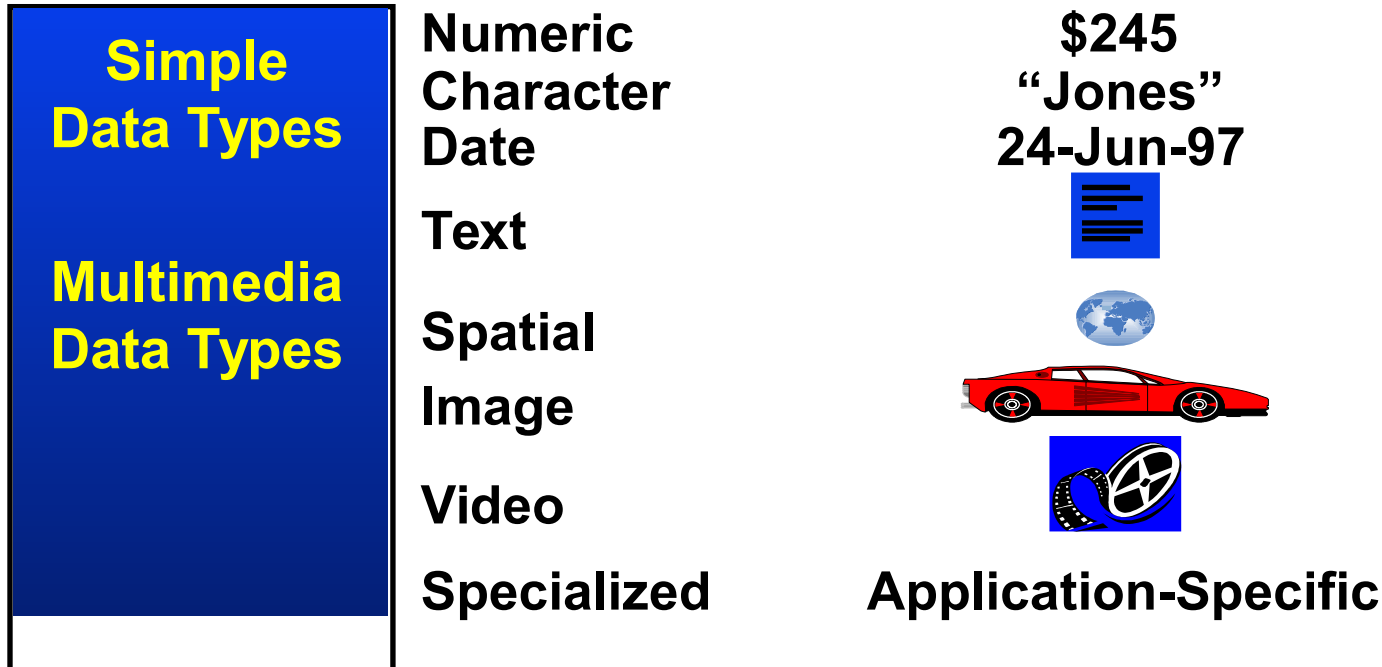 Simple
Data Types
Multimedia
Data Types
Numeric $245
Character “Jones”
Date 24-Jun-97
Text
Spatial
Image
Video
Specialized Application-Specific